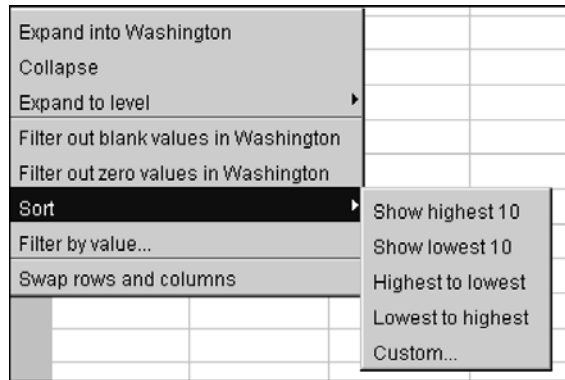 Expand into Washington
Collapse
Expand to level
Filter out blank values in Washington
Filter out zero values in Washington
Sort
Filter by value...
Swap rows and columns
Show highest 10
Show lowest 10
Highest to lowest
Lowest to highest
Custom...